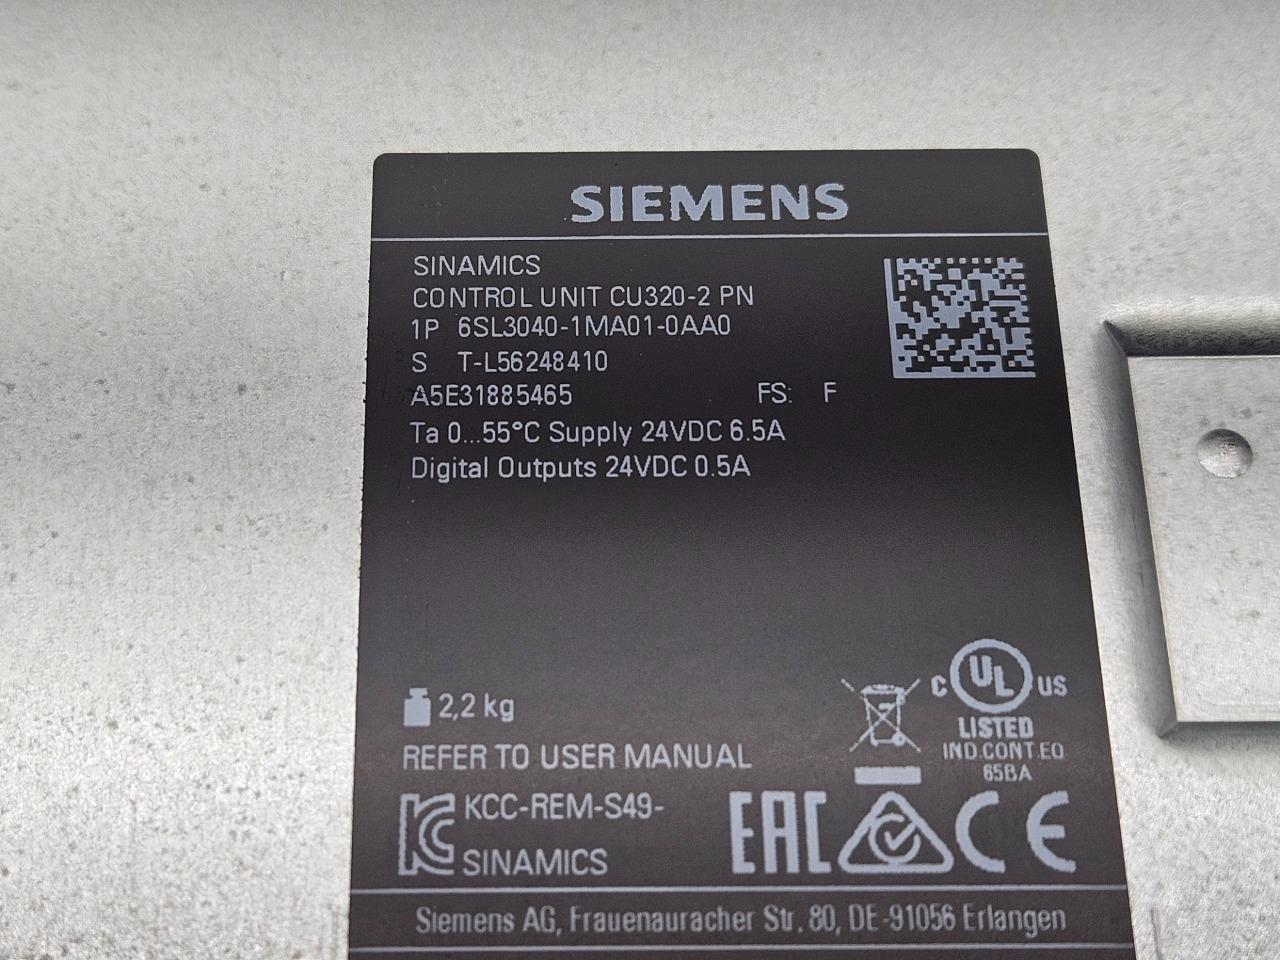 SIEMENS
SINAMICS
CONTROL UNIT CU320-2 PN
1P 6SL3040-1MA01-0AA0
S T-L56248410
A5E31885465 FS: F
Ta 0...55°C Supply 24VDC 6.5A
Digital Outputs 24VDC 0.5A
2,2 kg
REFER TO USER MANUAL
C UL US
LISTED
IND.CONT.EQ
65BA
KCC-REM-S49-
SINAMICS
EAC CE
Siemens AG, Frauenauracher Str. 80, DE-91056 Erlangen